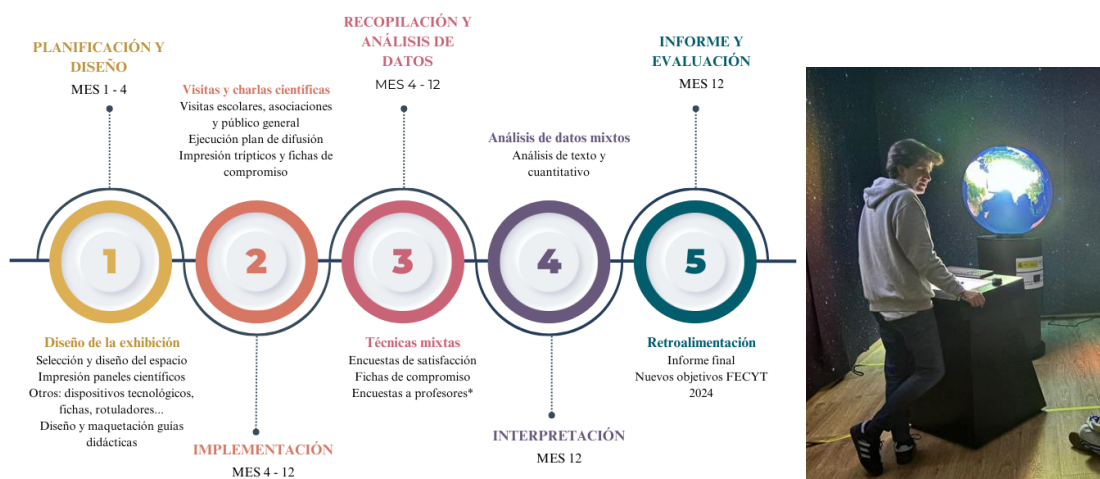 PLANIFICACIÓN Y
DISEÑO
MES 1 - 4
1
Diseño de la exhibición
Selección y diseño del espacio
Impresión paneles científicos
Otros: dispositivos tecnológicos,
fichas, rotuladores...
Diseño y maquetación guías
didácticas
Visitas y charlas científicas
Visitas escolares, asociaciones
y público general
Ejecución plan de difusión
Impresión trípticos y fichas de
compromiso
2
IMPLEMENTACIÓN
MES 4 - 12
RECOPILACIÓN Y
ANÁLISIS DE
DATOS
MES 4 - 12
3
Técnicas mixtas
Encuestas de satisfacción
Fichas de compromiso
Encuestas a profesores*
Análisis de datos mixtos
Análisis de texto y
cuantitativo
4
INTERPRETACIÓN
MES 12
INFORME Y
EVALUACIÓN
MES 12
5
Retroalimentación
Informe final
Nuevos objetivos FECYT
2024